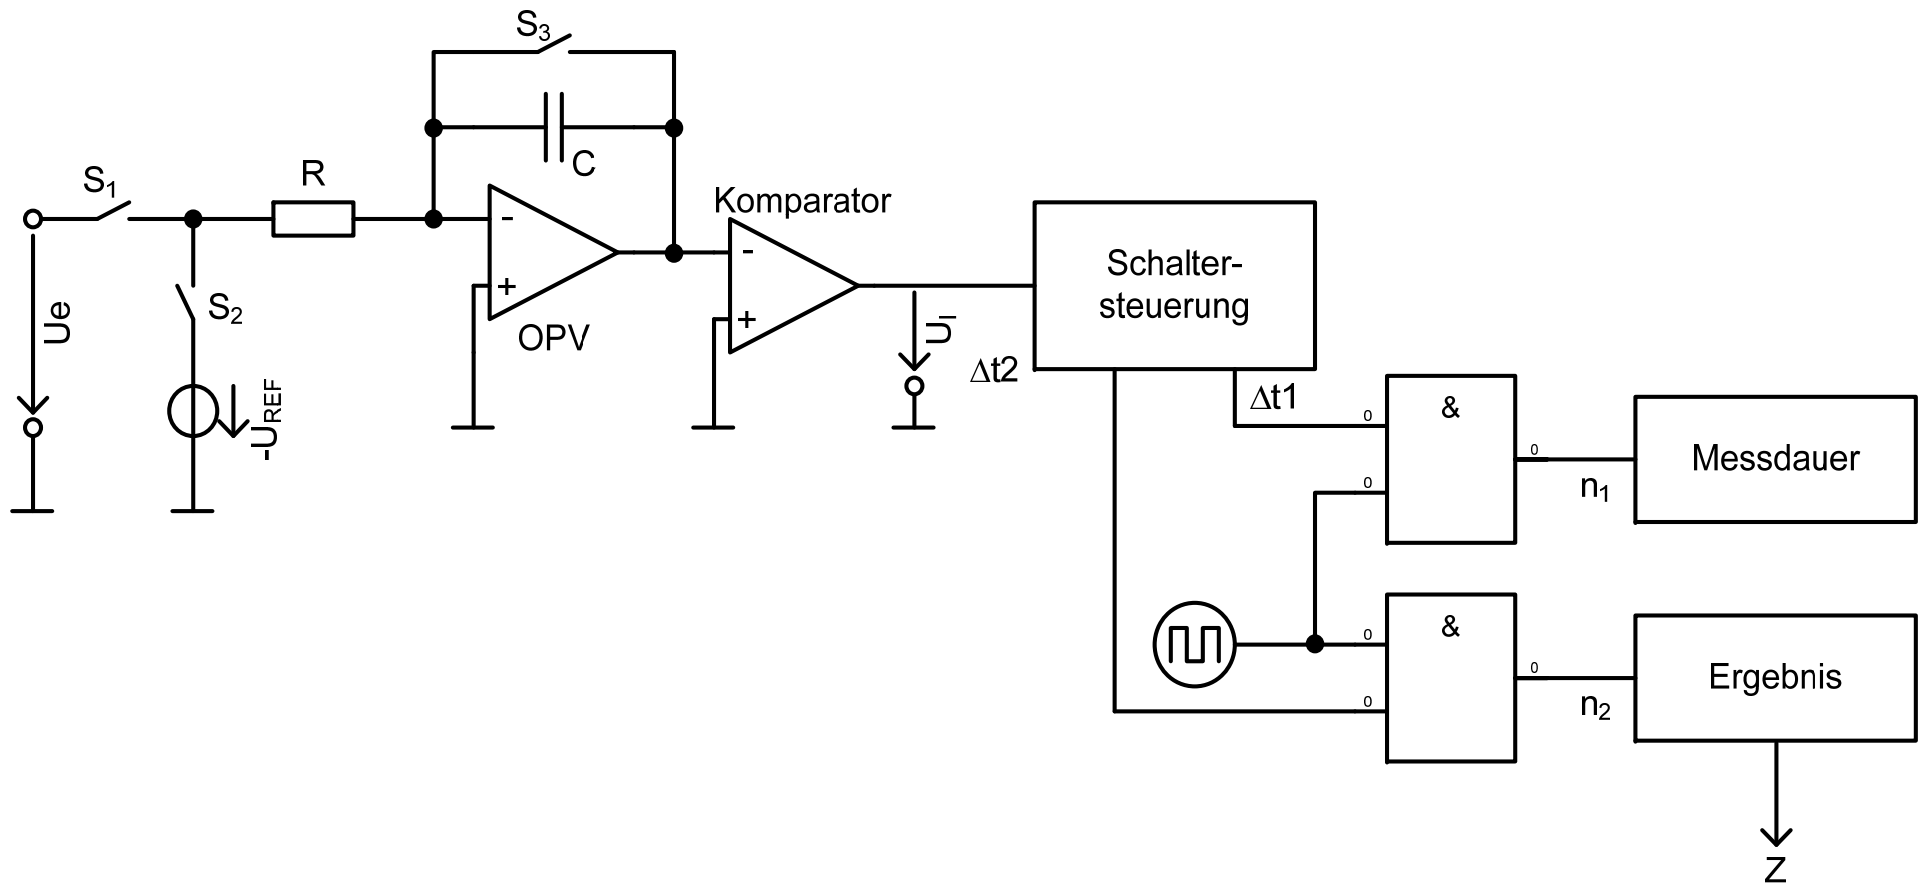 S3
C
S1
R
Komparator
-
-
+
+
OPV
S2
Ue
-UREF
UI
Schalter-
steuerung
Δt2
Δt1
&
0
0
0
n1
Messdauer
&
0
0
0
n2
Ergebnis
Z